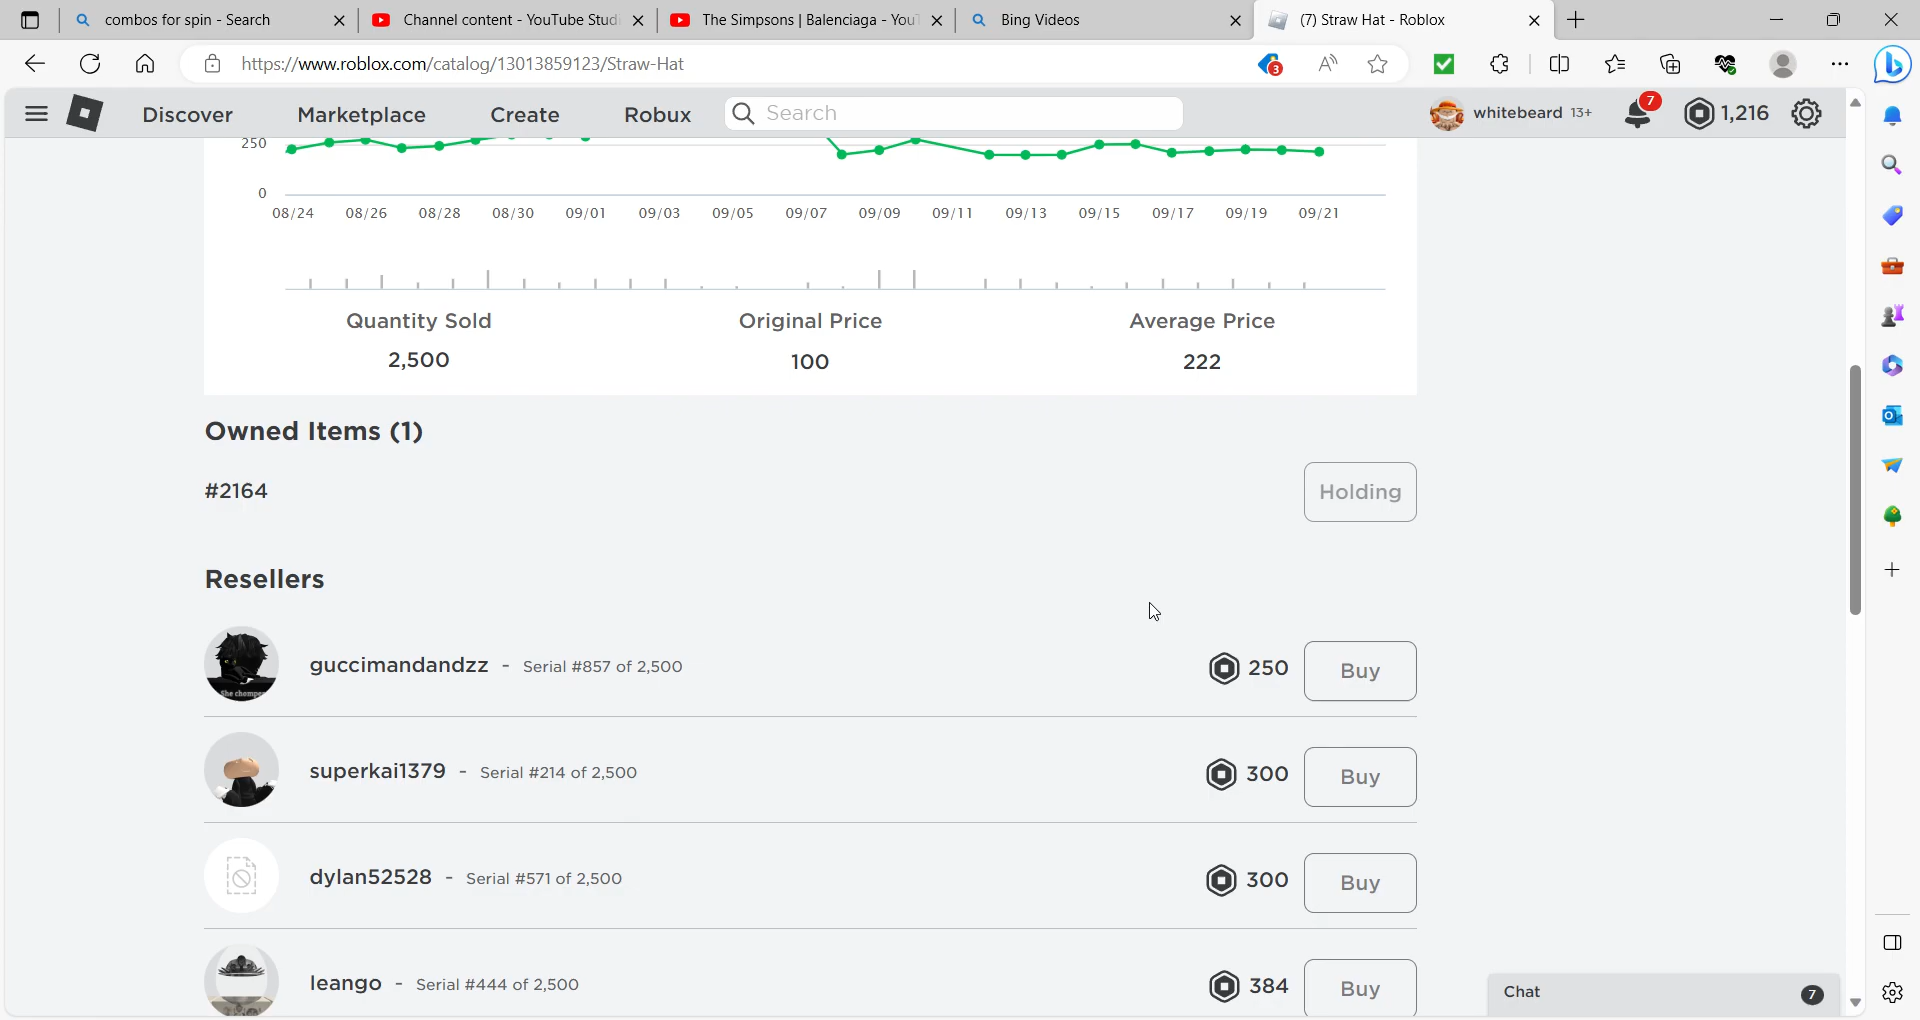 combos for spin - Search
Channel content - YouTube Stud
The Simpsons | Balenciaga - YouT
Bing Videos
(7) Straw Hat - Roblox
https://www.roblox.com/catalog/13013859123/Straw-Hat
3
Discover Marketplace Create Robux Search whitebeard 13+ 7 1,216
250
0
08/24 08/26 08/28 08/30 09/01 09/03 09/05 09/07 09/09 09/11 09/13 09/15 09/17 09/19 09/21
Quantity Sold Original Price Average Price
2,500 100 222
Owned Items (1)
#2164 Holding
Resellers
guccimandandzz - Serial #857 of 2,500 250 Buy
She chomper
superkai1379 - Serial #214 of 2,500 300 Buy
dylan52528 - Serial #571 of 2,500 300 Buy
leango - Serial #444 of 2,500 384 Buy
Chat 7